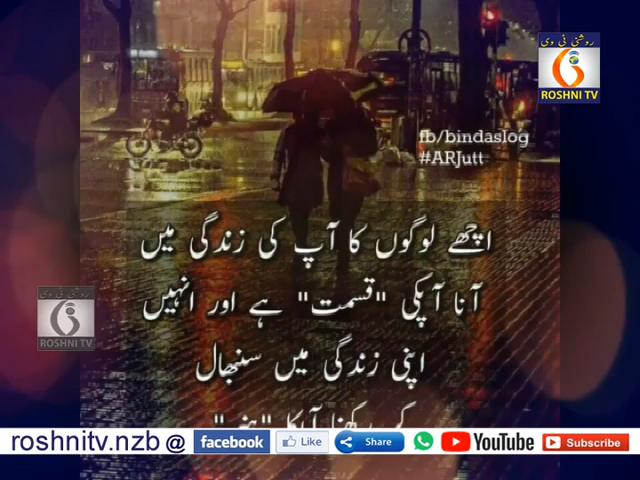 روشنی ٹی وی
ROSHNI TV
fb/bindaslog
#ARJutt
اچھے لوگوں کا آپ کی زندگی میں
آنا آپکی "قسمت" ہے اور انہیں
روشنی ٹی وی
ROSHNI TV
اپنی زندگی میں سنبھال
roshnitv.nzb @ facebook Like Share YouTube Subscribe